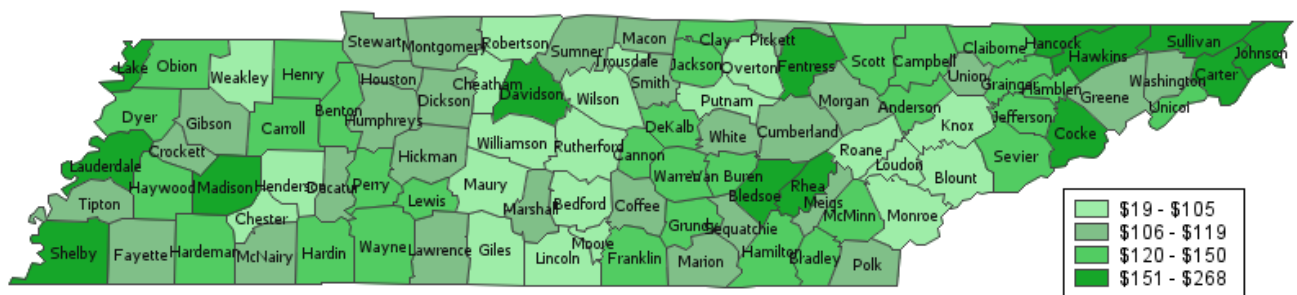 Stewart
Montgomery
Robertson
Sumner
Macon
Clay
Pickett
Claiborne
Hancock
Sullivan
Johnson
Lake
Obion
Weakley
Henry
Houston
Cheatham
Davidson
Wilson
Trousdale
Smith
Jackson
Overton
Fentress
Scott
Campbell
Union
Grainger
Hamblen
Hawkins
Greene
Washington
Carter
Unicoi
Dyer
Gibson
Carroll
Benton
Humphreys
Dickson
Putnam
Morgan
Anderson
Knox
Jefferson
Cocke
Lauderdale
Crockett
Haywood
Madison
Henderson
Decatur
Perry
Hickman
Williamson
Rutherford
Cannon
DeKalb
White
Cumberland
Roane
Loudon
Blount
Sevier
Tipton
Chester
Lewis
Maury
Marshall
Bedford
Coffee
Warren
Van Buren
Bledsoe
Rhea
Meigs
McMinn
Monroe
Shelby
Fayette
Hardeman
McNairy
Hardin
Wayne
Lawrence
Giles
Lincoln
Moore
Franklin
Grundy
Sequatchie
Marion
Hamilton
Bradley
Polk
$19 - $105
$106 - $119
$120 - $150
$151 - $268